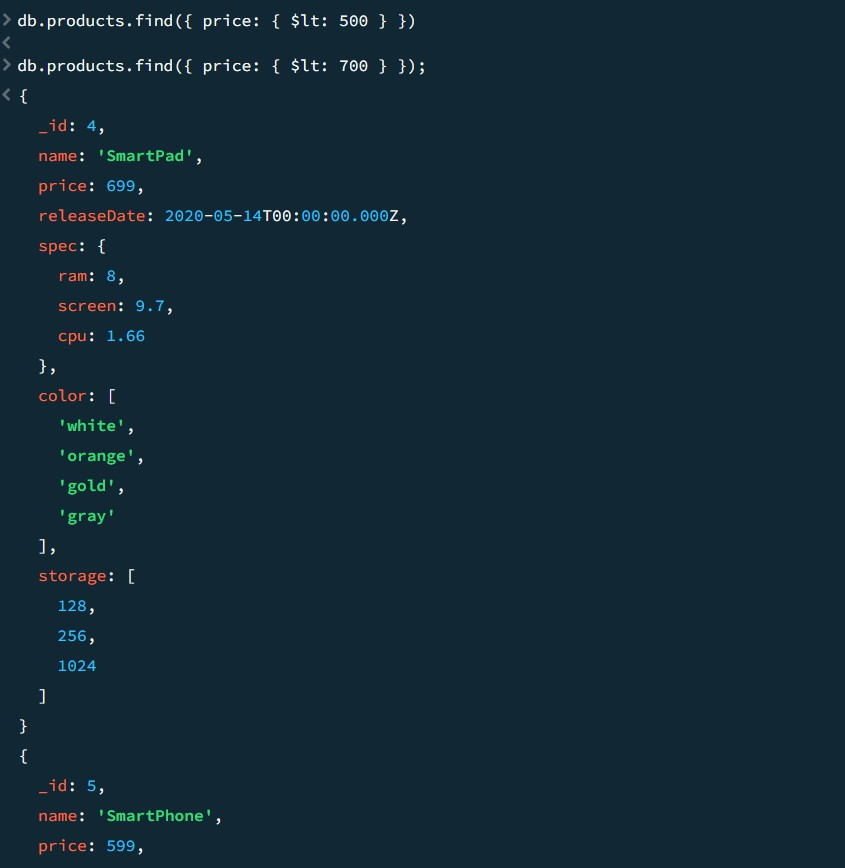 > db.products.find({ price: { $lt: 500 } })
<
> db.products.find({ price: { $lt: 700 } });
< {
    _id: 4,
    name: 'SmartPad',
    price: 699,
    releaseDate: 2020-05-14T00:00:00.000Z,
    spec: {
      ram: 8,
      screen: 9.7,
      cpu: 1.66
    },
    color: [
      'white',
      'orange',
      'gold',
      'gray'
    ],
    storage: [
      128,
      256,
      1024
    ]
  }
  {
    _id: 5,
    name: 'SmartPhone',
    price: 599,